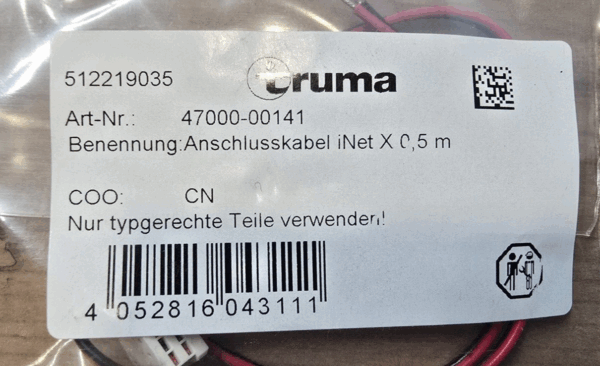 512219035
truma
Art-Nr.: 47000-00141
Benennung:Anschlusskabel iNet X 0,5 m
COO: CN
Nur typgerechte Teile verwenden!
4 052816 043111